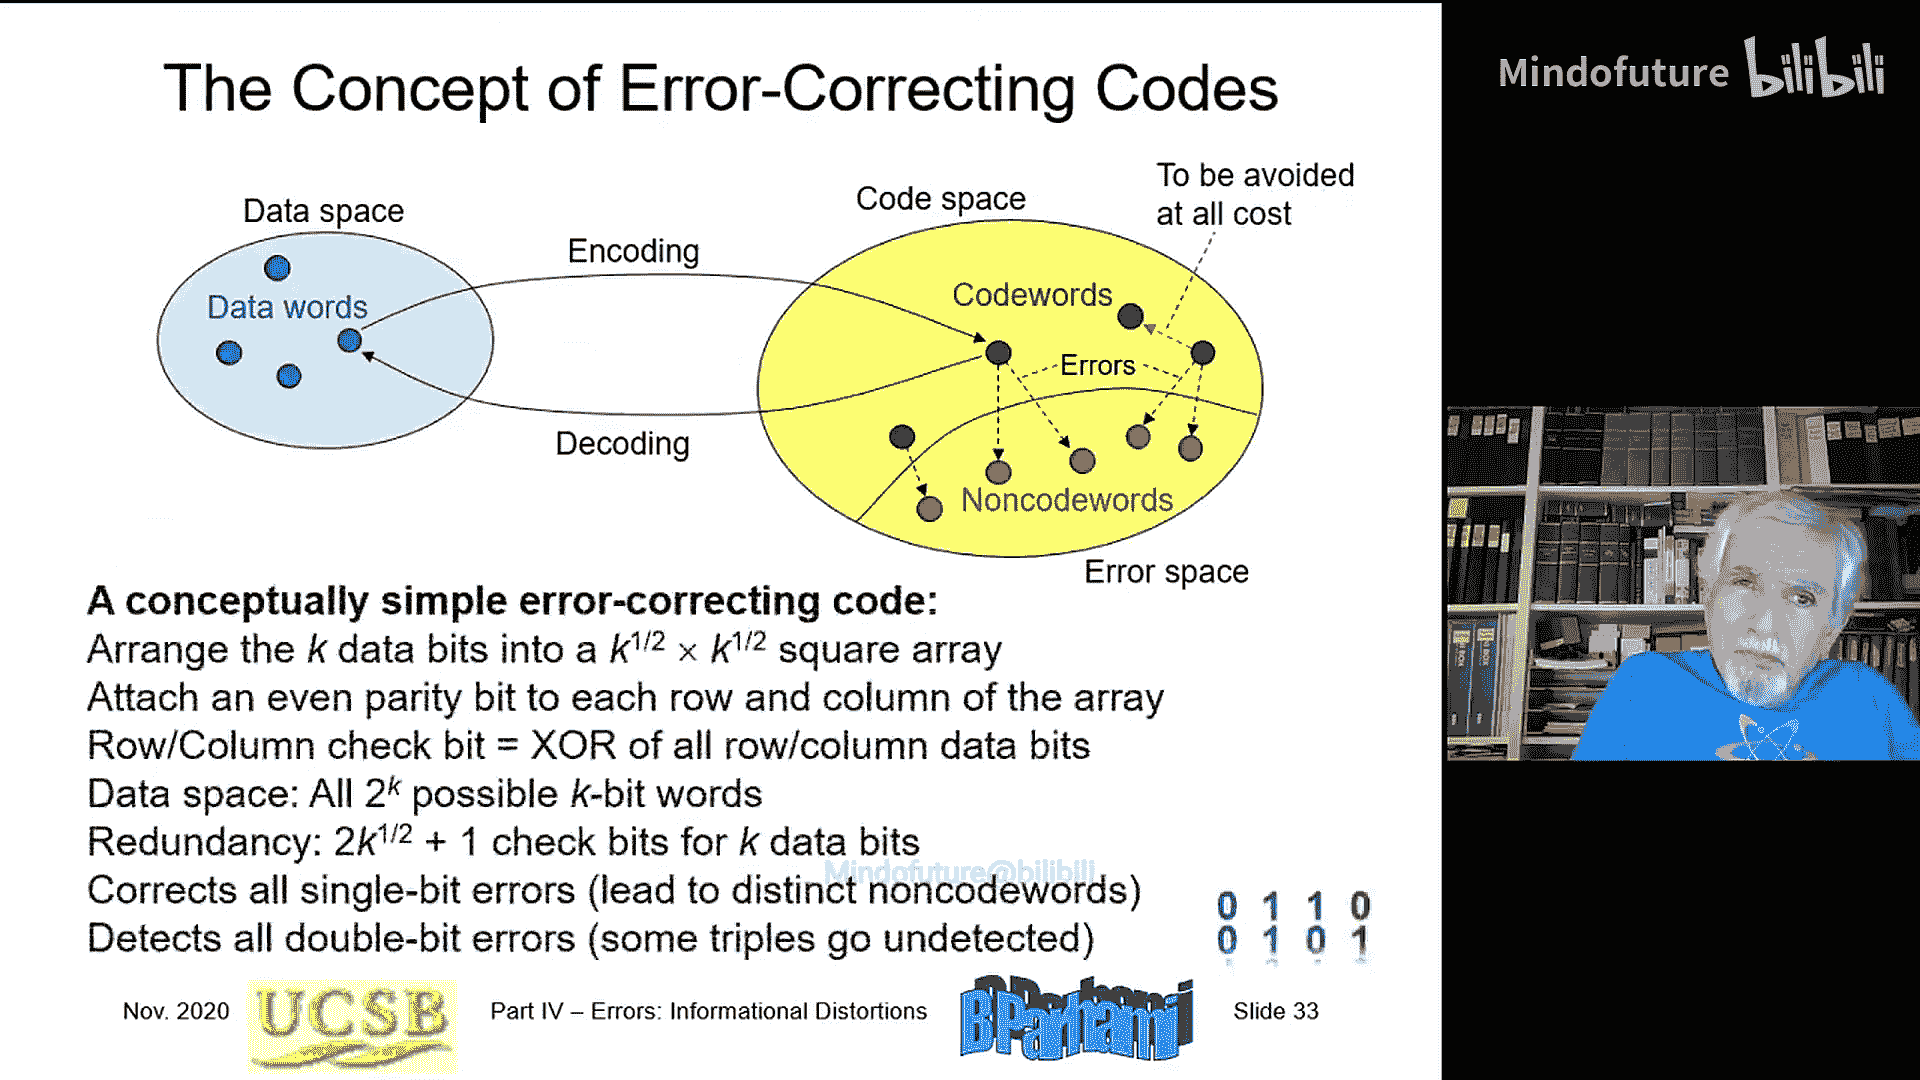 The Concept of Error-Correcting Codes
Mindofuture bilibili
To be avoided
at all cost
Data space
Code space
Encoding
Codewords
Data words
Errors
Decoding
Noncodewords
Error space
A conceptually simple error-correcting code:
Arrange the k data bits into a k^1/2 × k^1/2 square array
Attach an even parity bit to each row and column of the array
Row/Column check bit = XOR of all row/column data bits
Data space: All 2^k possible k-bit words
Redundancy: 2k^1/2 + 1 check bits for k data bits
Mindofuture@bilibili
Corrects all single-bit errors (lead to distinct noncodewords)
Detects all double-bit errors (some triples go undetected)
0 1 1 0
0 1 0 1
Nov. 2020
UCSB
Part IV – Errors: Informational Distortions
B Parhami
Slide 33